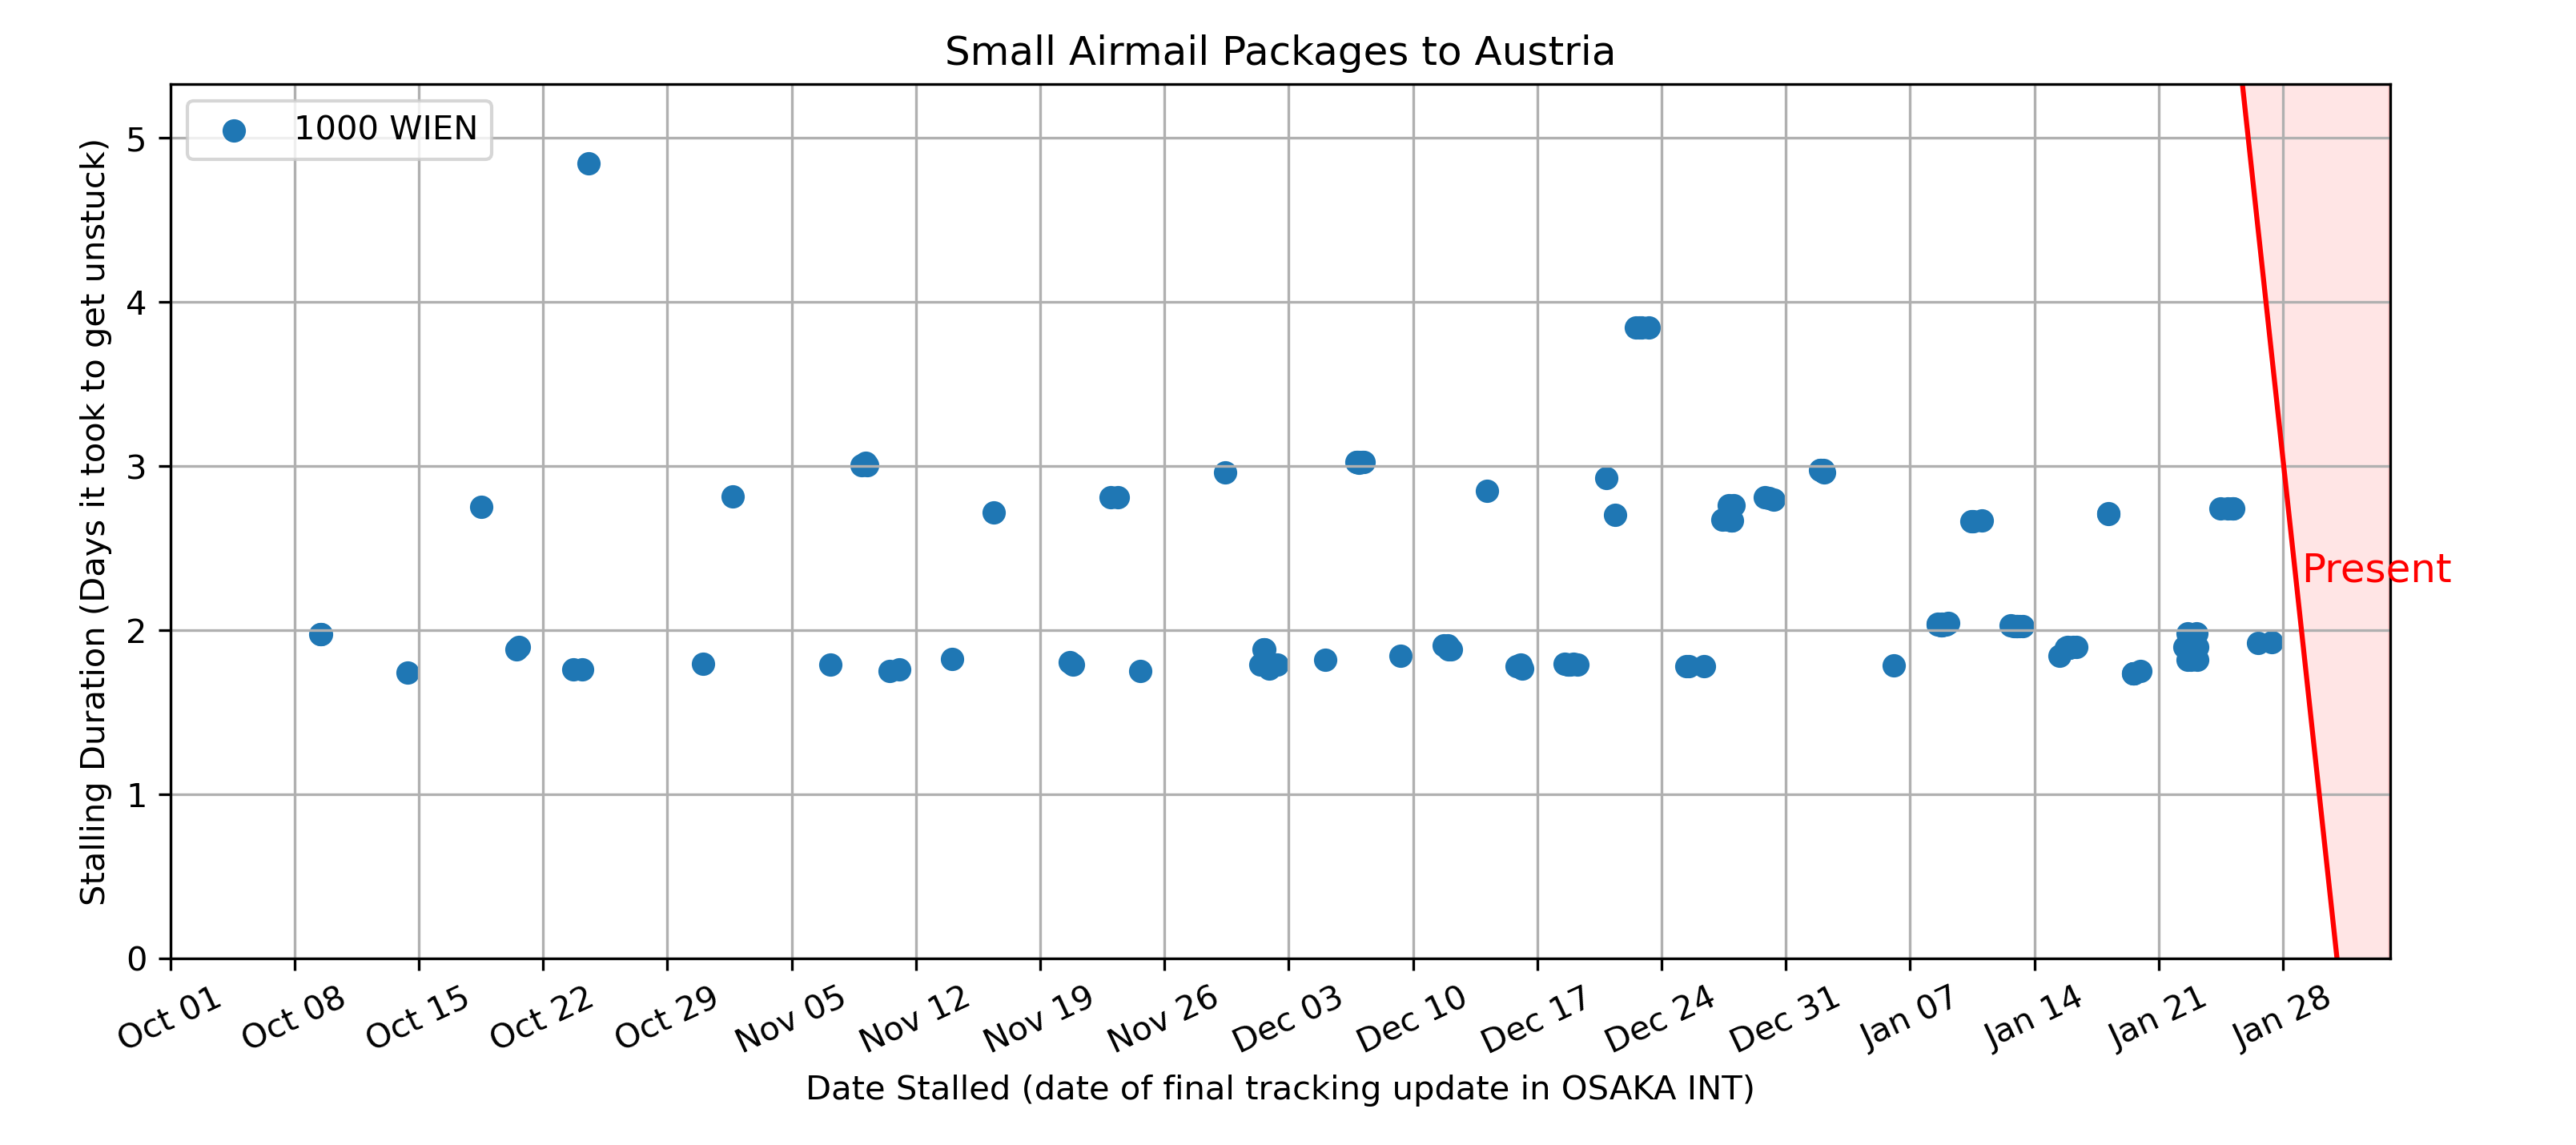 Small Airmail Packages to Austria
1000 WIEN
Stalling Duration (Days it took to get unstuck)
5
4
3
2
1
0
Present
Oct 01
Oct 08
Oct 15
Oct 22
Oct 29
Nov 05
Nov 12
Nov 19
Nov 26
Dec 03
Dec 10
Dec 17
Dec 24
Dec 31
Jan 07
Jan 14
Jan 21
Jan 28
Date Stalled (date of final tracking update in OSAKA INT)